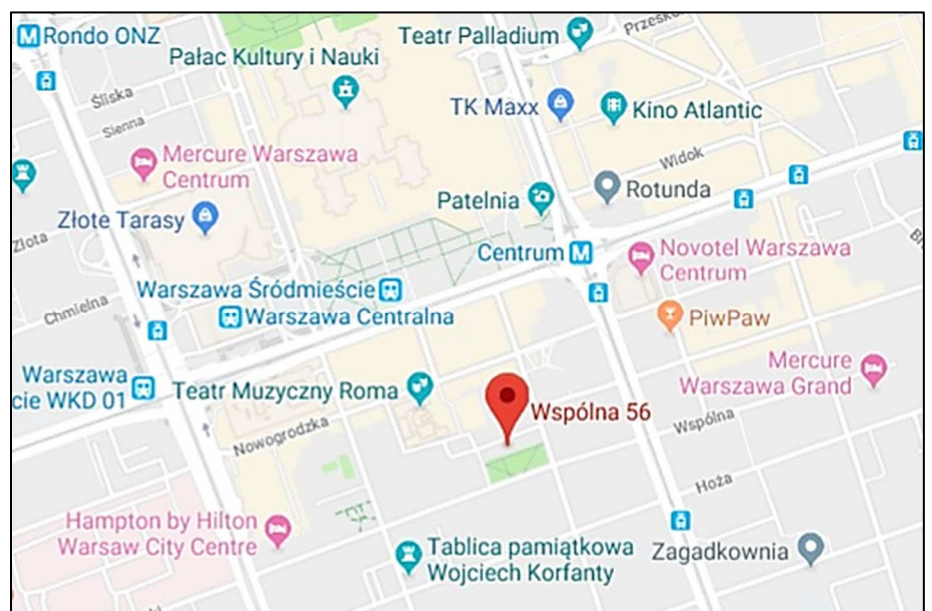 Rondo ONZ
Teatr Palladium
Pałac Kultury i Nauki
Śliska
Sienna
TK Maxx
Kino Atlantic
Mercure Warszawa
Centrum
Widok
Złote Tarasy
Patelnia
Rotunda
Złota
Centrum
Novotel Warszawa
Centrum
Chmielna
Warszawa Śródmieście
Warszawa Centralna
PiwPaw
Warszawa
cie WKD 01
Teatr Muzyczny Roma
Mercure
Warszawa Grand
Wspólna 56
Wspólna
Nowogrodzka
Hoża
Hampton by Hilton
Warsaw City Centre
Tablica pamiątkowa
Wojciech Korfanty
Zagadkownia